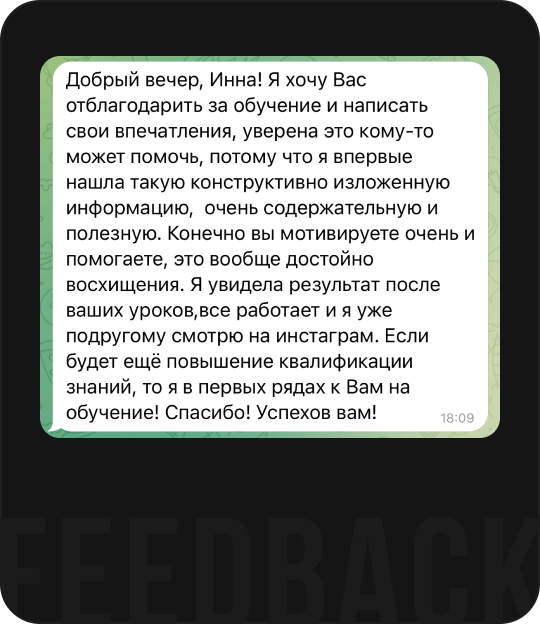 Добрый вечер, Инна! Я хочу Вас
отблагодарить за обучение и написать
свои впечатления, уверена это кому-то
может помочь, потому что я впервые
нашла такую конструктивно изложенную
информацию,  очень содержательную и
полезную. Конечно вы мотивируете очень и
помогаете, это вообще достойно
восхищения. Я увидела результат после
ваших уроков,все работает и я уже
подругому смотрю на инстаграм. Если
будет ещё повышение квалификации
знаний, то я в первых рядах к Вам на
обучение! Спасибо! Успехов вам!
18:09
FEEDBACK